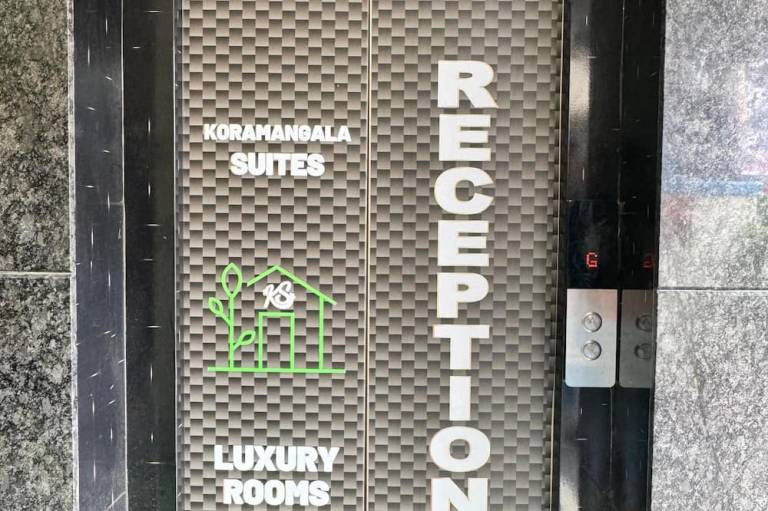 KORAMANGALA
SUITES
KS
LUXURY
ROOMS
RECEPTION
G